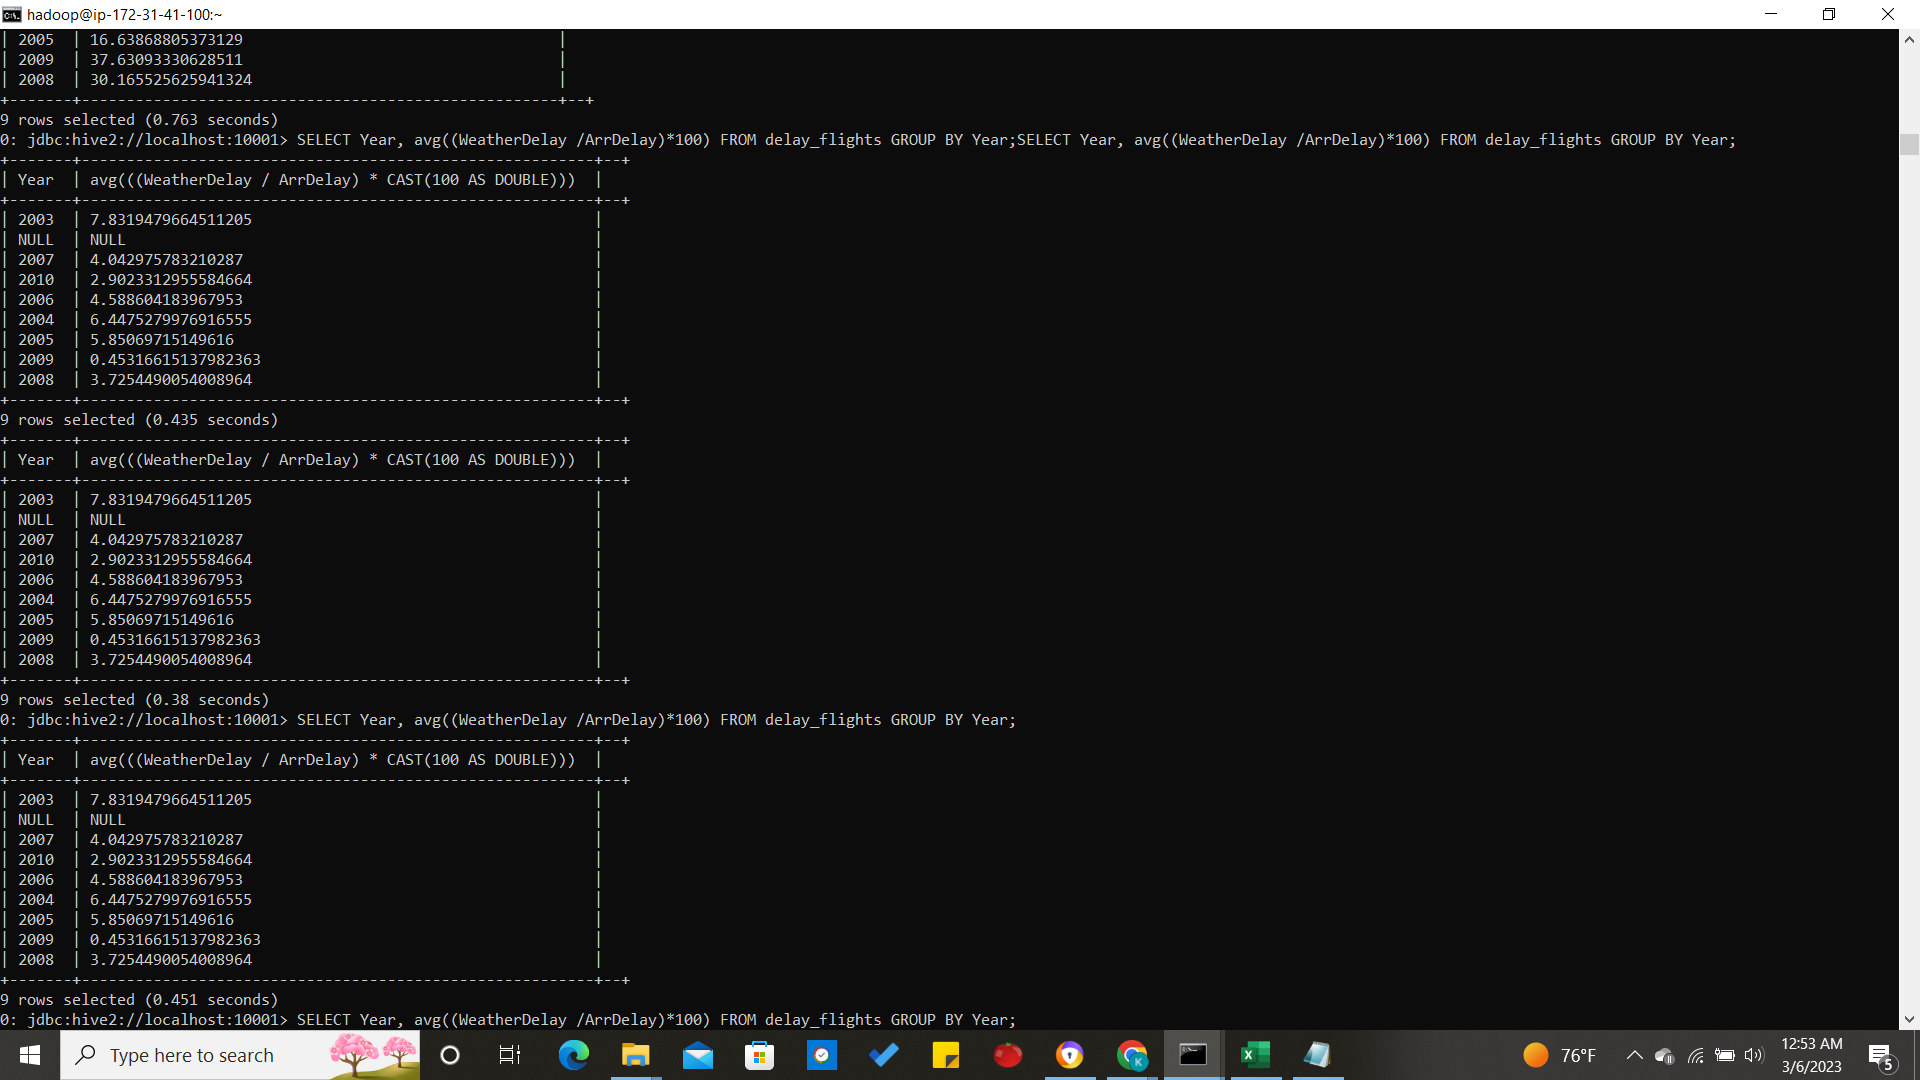 hadoop@ip-172-31-41-100:~
| 2005  | 16.63868805373129                                   |
| 2009  | 37.63093330628511                                   |
| 2008  | 30.165525625941324                                  |
+-------+-----------------------------------------------------+--+
9 rows selected (0.763 seconds)
0: jdbc:hive2://localhost:10001> SELECT Year, avg((WeatherDelay /ArrDelay)*100) FROM delay_flights GROUP BY Year;SELECT Year, avg((WeatherDelay /ArrDelay)*100) FROM delay_flights GROUP BY Year;
+-------+---------------------------------------------------------+--+
| Year  | avg(((WeatherDelay / ArrDelay) * CAST(100 AS DOUBLE)))  |
+-------+---------------------------------------------------------+--+
| 2003  | 7.8319479664511205                                      |
| NULL  | NULL                                                    |
| 2007  | 4.042975783210287                                       |
| 2010  | 2.9023312955584664                                      |
| 2006  | 4.588604183967953                                       |
| 2004  | 6.4475279976916555                                      |
| 2005  | 5.85069715149616                                        |
| 2009  | 0.45316615137982363                                     |
| 2008  | 3.7254490054008964                                      |
+-------+---------------------------------------------------------+--+
9 rows selected (0.435 seconds)
+-------+---------------------------------------------------------+--+
| Year  | avg(((WeatherDelay / ArrDelay) * CAST(100 AS DOUBLE)))  |
+-------+---------------------------------------------------------+--+
| 2003  | 7.8319479664511205                                      |
| NULL  | NULL                                                    |
| 2007  | 4.042975783210287                                       |
| 2010  | 2.9023312955584664                                      |
| 2006  | 4.588604183967953                                       |
| 2004  | 6.4475279976916555                                      |
| 2005  | 5.85069715149616                                        |
| 2009  | 0.45316615137982363                                     |
| 2008  | 3.7254490054008964                                      |
+-------+---------------------------------------------------------+--+
9 rows selected (0.38 seconds)
0: jdbc:hive2://localhost:10001> SELECT Year, avg((WeatherDelay /ArrDelay)*100) FROM delay_flights GROUP BY Year;
+-------+---------------------------------------------------------+--+
| Year  | avg(((WeatherDelay / ArrDelay) * CAST(100 AS DOUBLE)))  |
+-------+---------------------------------------------------------+--+
| 2003  | 7.8319479664511205                                      |
| NULL  | NULL                                                    |
| 2007  | 4.042975783210287                                       |
| 2010  | 2.9023312955584664                                      |
| 2006  | 4.588604183967953                                       |
| 2004  | 6.4475279976916555                                      |
| 2005  | 5.85069715149616                                        |
| 2009  | 0.45316615137982363                                     |
| 2008  | 3.7254490054008964                                      |
+-------+---------------------------------------------------------+--+
9 rows selected (0.451 seconds)
0: jdbc:hive2://localhost:10001> SELECT Year, avg((WeatherDelay /ArrDelay)*100) FROM delay_flights GROUP BY Year;
Type here to search
K
X
76°F
12:53 AM
3/6/2023
5